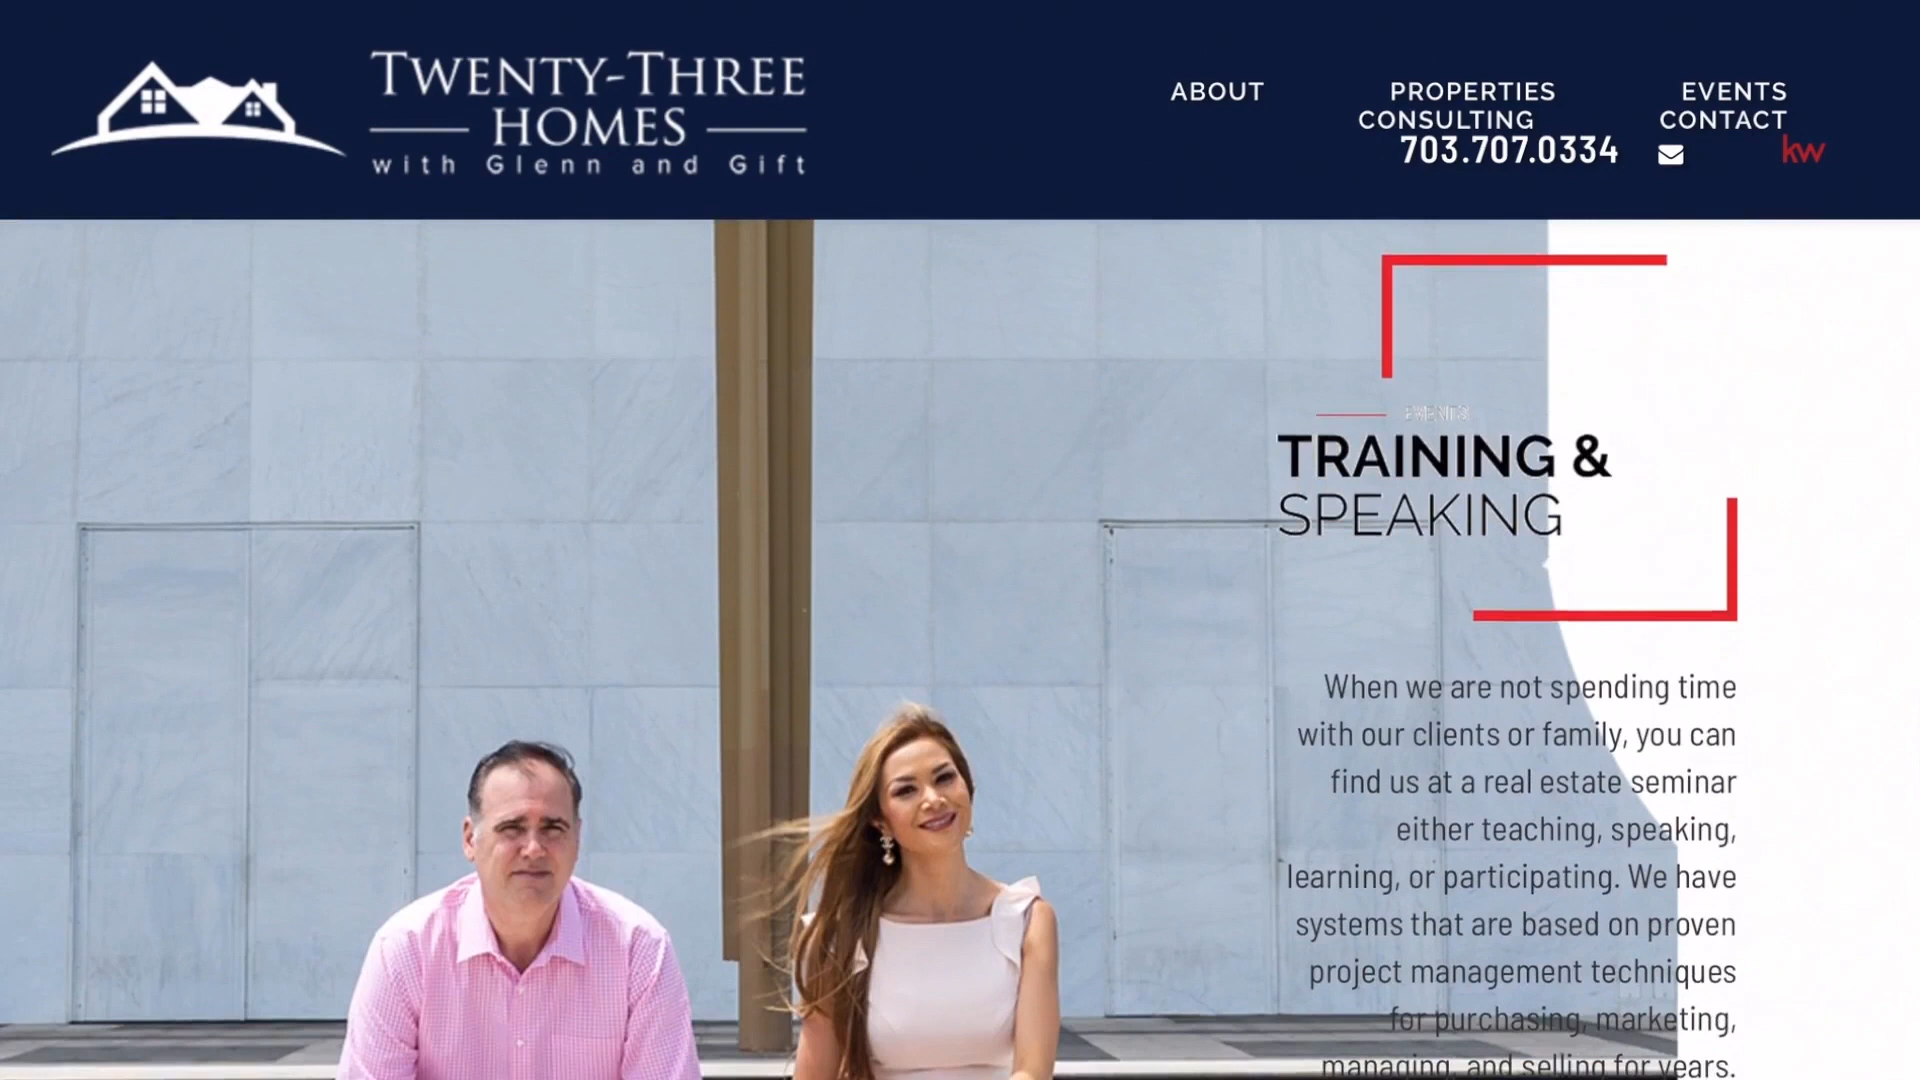 TWENTY-THREE
HOMES
with Glenn and Gift
ABOUT
PROPERTIES
EVENTS
CONSULTING
CONTACT
703.707.0334
kw
EVENTS
TRAINING &
SPEAKING
When we are not spending time
with our clients or family, you can
find us at a real estate seminar
either teaching, speaking,
learning, or participating. We have
systems that are based on proven
project management techniques
for purchasing, marketing,
managing, and selling for years.